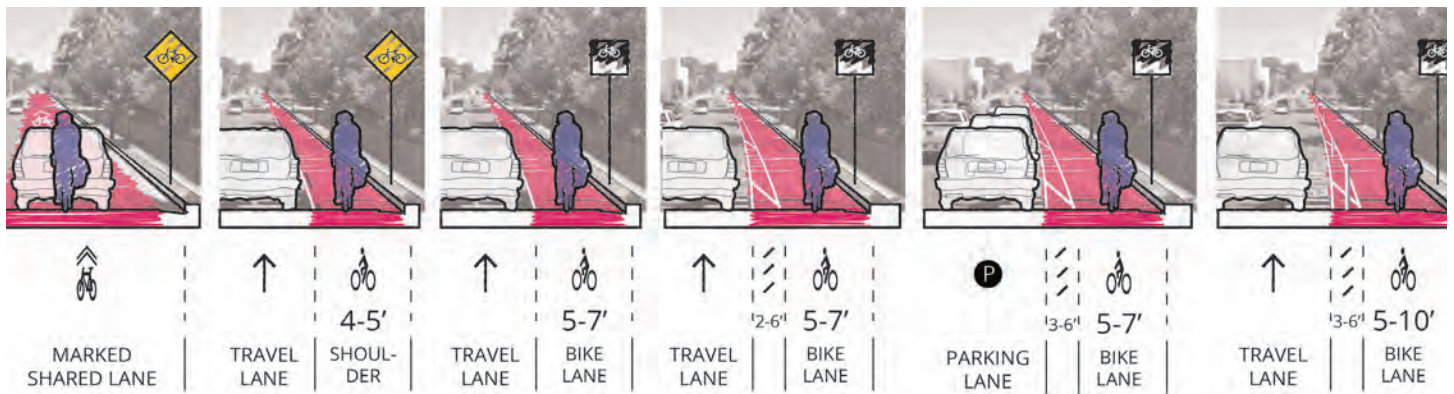 4-5'
5-7'
2-6' 5-7'
P
3-6' 5-7'
3-6' 5-10'
MARKED
SHARED LANE
TRAVEL
LANE
SHOUL-
DER
TRAVEL
LANE
BIKE
LANE
TRAVEL
LANE
BIKE
LANE
PARKING
LANE
BIKE
LANE
TRAVEL
LANE
BIKE
LANE